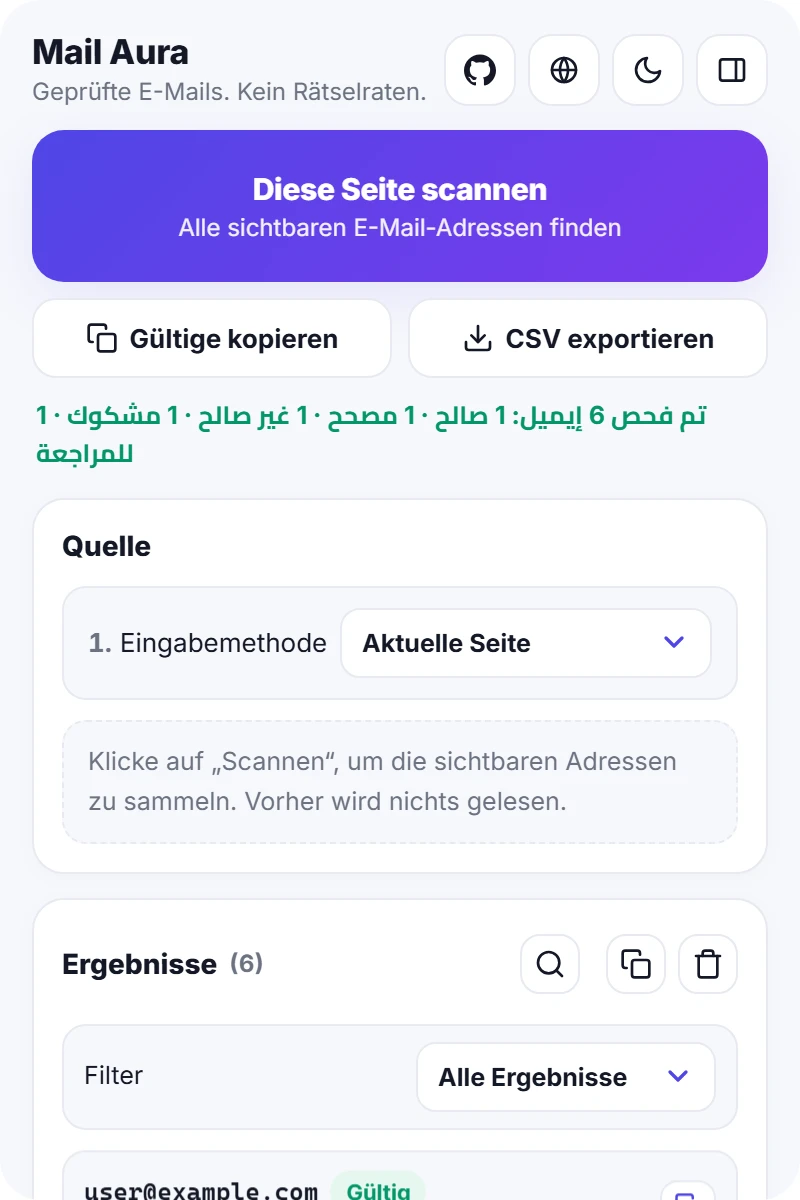 Mail Aura
Geprüfte E-Mails. Kein Rätselraten.
Diese Seite scannen
Alle sichtbaren E-Mail-Adressen finden
Gültige kopieren
CSV exportieren
تم فحص 6 إيميل: 1 صالح · 1 مصحح · 1 غير صالح · 1 مشكوك · 1
للمراجعة
Quelle
1. Eingabemethode
Aktuelle Seite
Klicke auf „Scannen“, um die sichtbaren Adressen
zu sammeln. Vorher wird nichts gelesen.
Ergebnisse (6)
Filter
Alle Ergebnisse
user@example.com Gültig